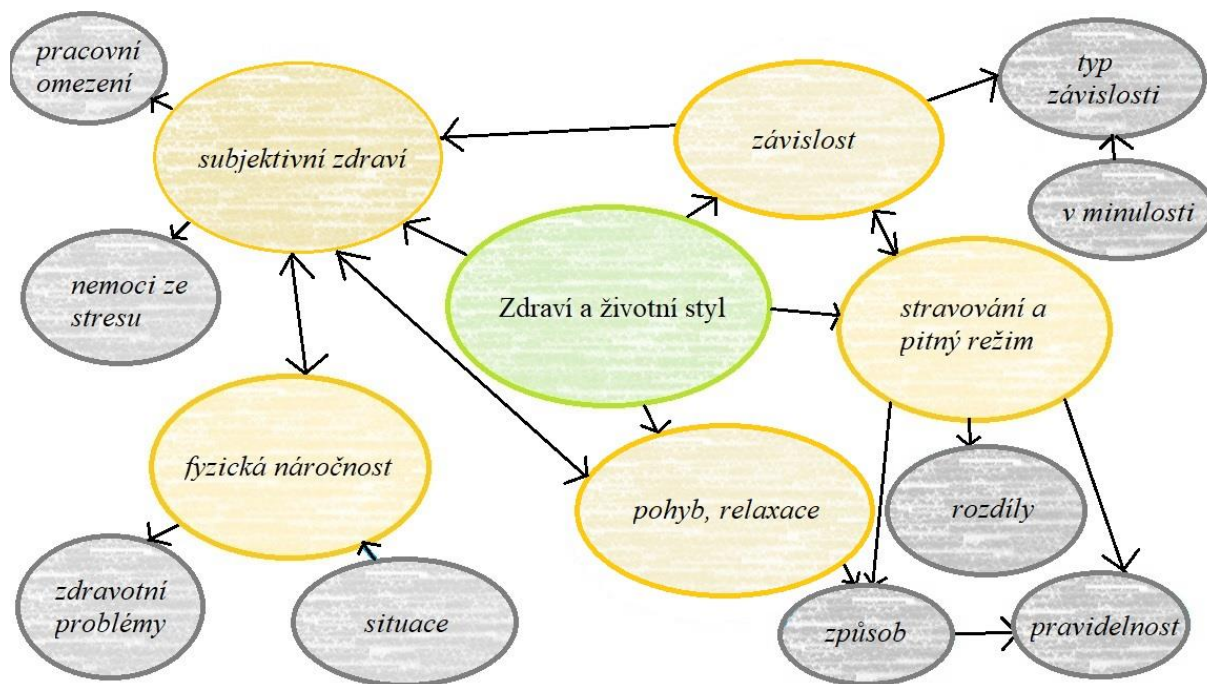 pracovní
omezení
subjektivní zdraví
závislost
typ
závislosti
v minulosti
nemoci ze
stresu
Zdraví a životní styl
stravování a
pitný režim
fyzická náročnost
pohyb, relaxace
rozdíly
zdravotní
problémy
situace
způsob
pravidelnost